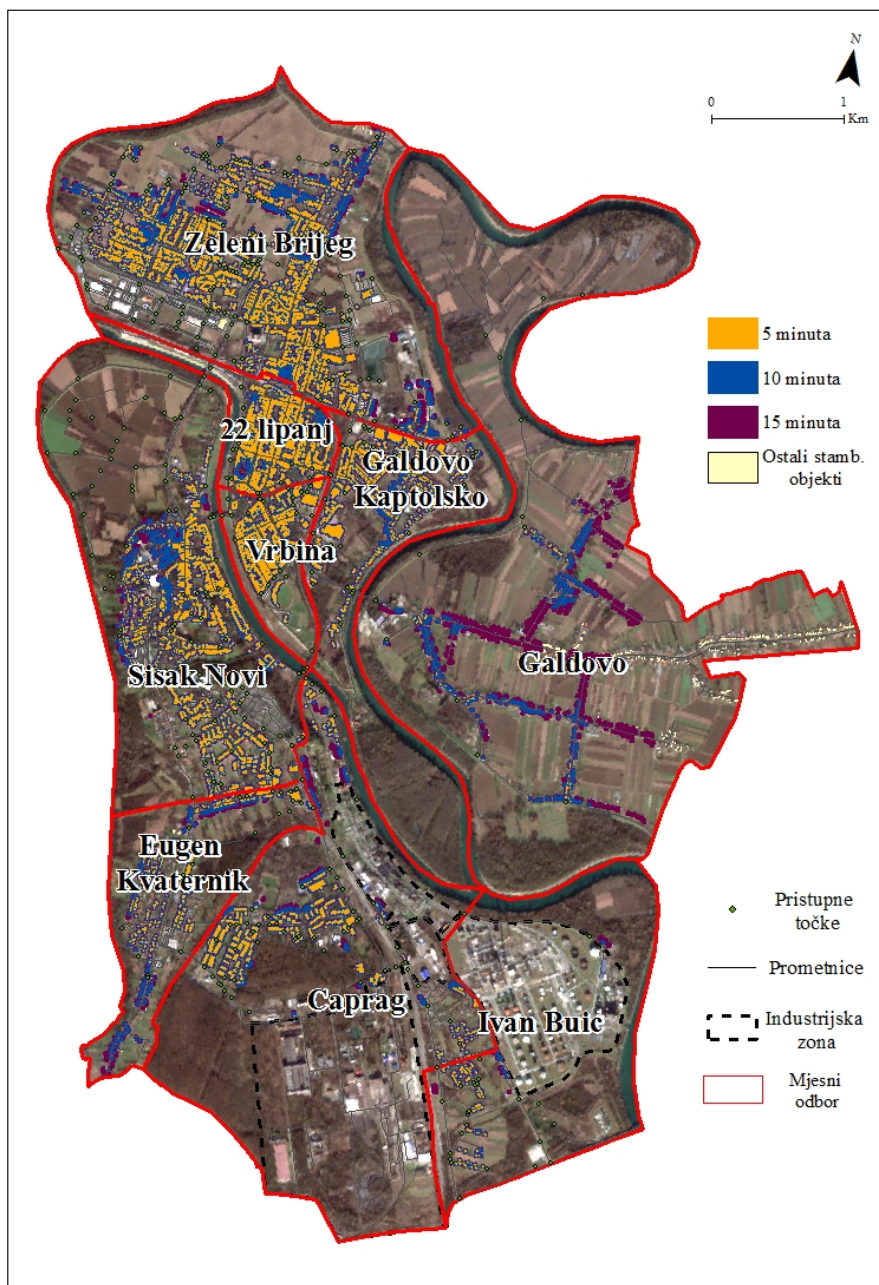 N
0 1
Km
Zeleni Brijeg
5 minuta
10 minuta
15 minuta
Ostali stamb.
objekti
22 lipanj
Galdovo
Kaptolsko
Vrbina
Galdovo
Sisak Novi
Eugen
Kvaternik
Caprag
Ivan Buic
Pristupne
točke
Prometnice
Industrijska
zona
Mjesni
odbor